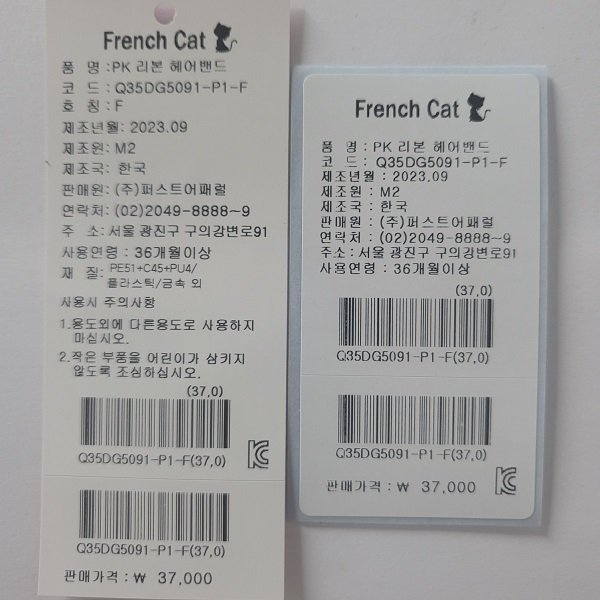 French Cat
품 명 : PK 리본 헤어밴드
코 드 : Q35DG5091-P1-F
호 칭 : F
제조년월 : 2023.09
제조원 : M2
제조국 : 한국
판매원 : (주)퍼스트어패럴
연락처 : (02)2049-8888~9
주 소 : 서울 광진구 구의강변로91
사용연령 : 36개월이상
재 질 : PE51+C45+PU4/
플라스틱/금속 외
사용시 주의사항
1.용도외에 다른용도로 사용하지
마십시오.
2.작은 부품을 어린이가 삼키지
않도록 조심하십시오.
(37,0)
Q35DG5091-P1-F(37,0)
Q35DG5091-P1-F(37,0)
판매가격 : ₩ 37,000
French Cat
품 명 : PK 리본 헤어밴드
코 드 : Q35DG5091-P1-F
제조년월 : 2023.09
제조원 : M2
제조국 : 한국
판매원 : (주)퍼스트어패럴
연락처 : (02)2049-8888~9
주소 : 서울 광진구 구의강변로91
사용연령 : 36개월이상
(37,0)
Q35DG5091-P1-F(37,0)
Q35DG5091-P1-F(37,0)
판매가격 : ₩ 37,000